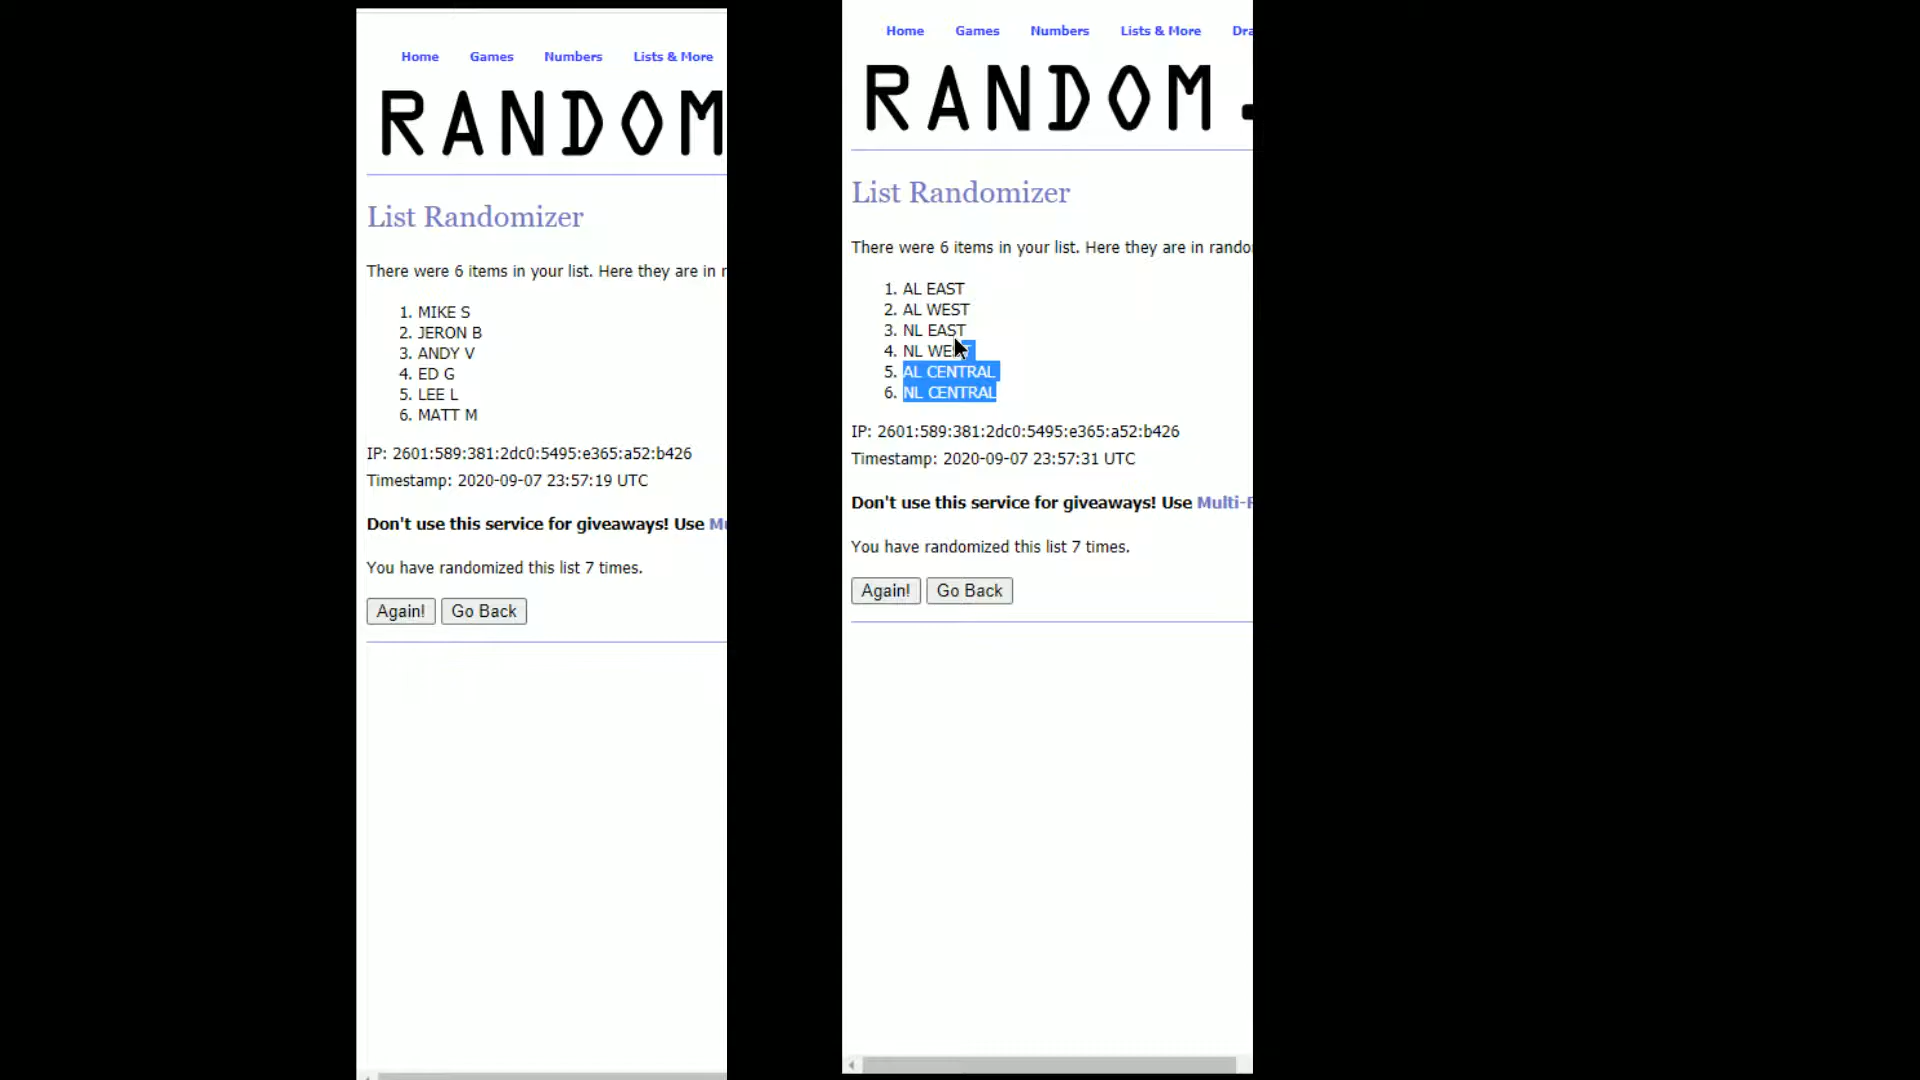 Home Games Numbers Lists & More
RANDOM
List Randomizer
There were 6 items in your list. Here they are in r
1. MIKE S
2. JERON B
3. ANDY V
4. ED G
5. LEE L
6. MATT M
IP: 2601:589:381:2dc0:5495:e365:a52:b426
Timestamp: 2020-09-07 23:57:19 UTC
Don't use this service for giveaways! Use Mu
You have randomized this list 7 times.
Again! Go Back
Home Games Numbers Lists & More Dra
RANDOM.
List Randomizer
There were 6 items in your list. Here they are in rando
1. AL EAST
2. AL WEST
3. NL EAST
4. NL WEST
5. AL CENTRAL
6. NL CENTRAL
IP: 2601:589:381:2dc0:5495:e365:a52:b426
Timestamp: 2020-09-07 23:57:31 UTC
Don't use this service for giveaways! Use Multi-R
You have randomized this list 7 times.
Again! Go Back